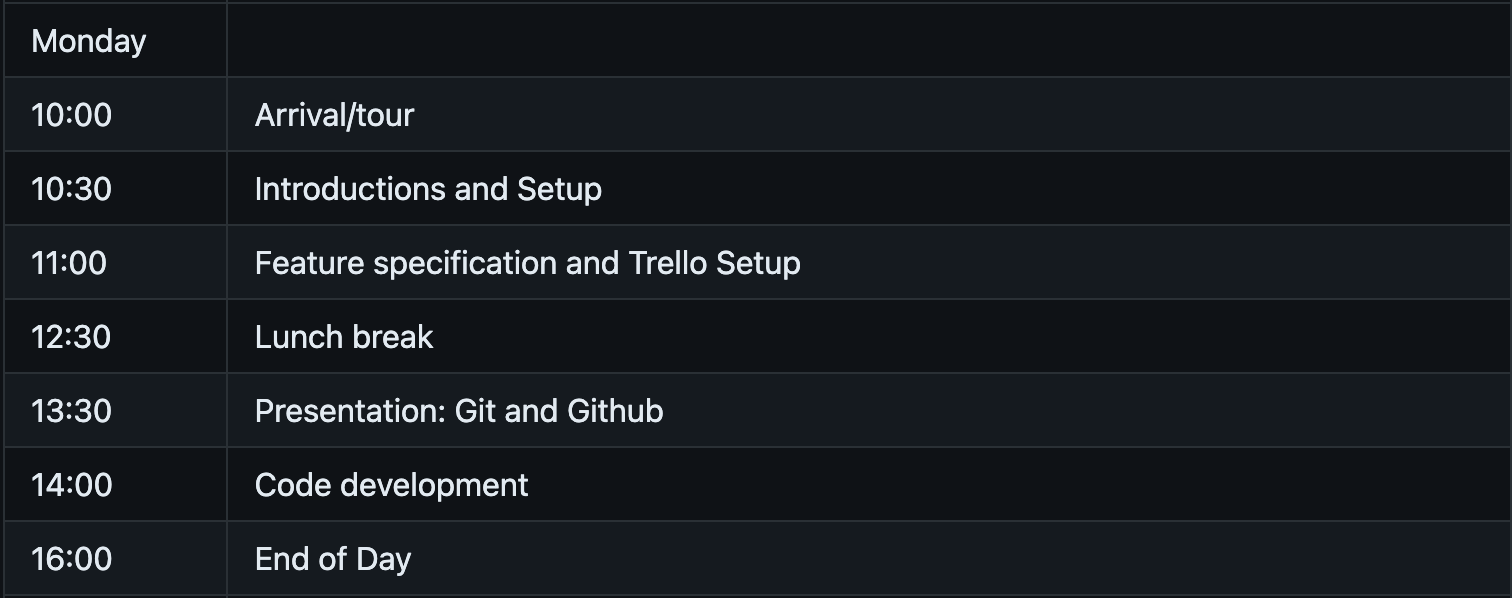 Monday
10:00 Arrival/tour
10:30 Introductions and Setup
11:00 Feature specification and Trello Setup
12:30 Lunch break
13:30 Presentation: Git and Github
14:00 Code development
16:00 End of Day